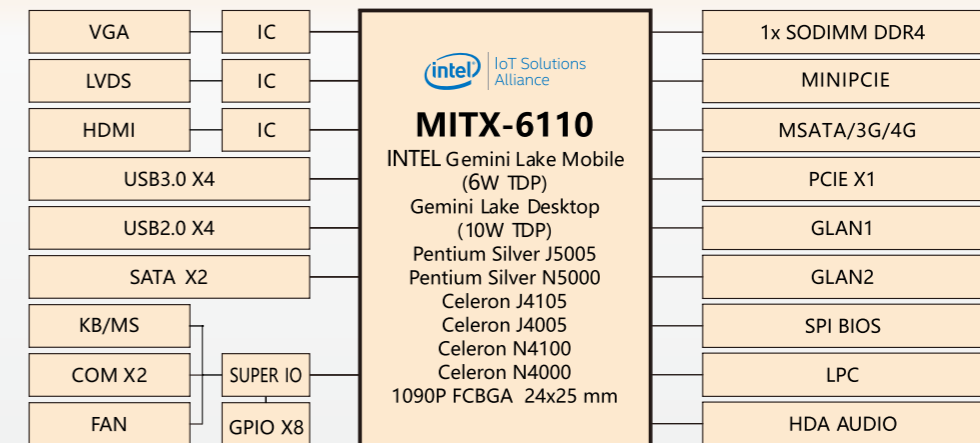 VGA
IC
LVDS
IC
HDMI
IC
USB3.0 X4
USB2.0 X4
SATA X2
KB/MS
COM X2
SUPER IO
FAN
GPIO X8
intel
IoT Solutions
Alliance
MITX-6110
INTEL Gemini Lake Mobile
(6W TDP)
Gemini Lake Desktop
(10W TDP)
Pentium Silver J5005
Pentium Silver N5000
Celeron J4105
Celeron J4005
Celeron N4100
Celeron N4000
1090P FCBGA 24x25 mm
1x SODIMM DDR4
MINIPCIE
MSATA/3G/4G
PCIE X1
GLAN1
GLAN2
SPI BIOS
LPC
HDA AUDIO